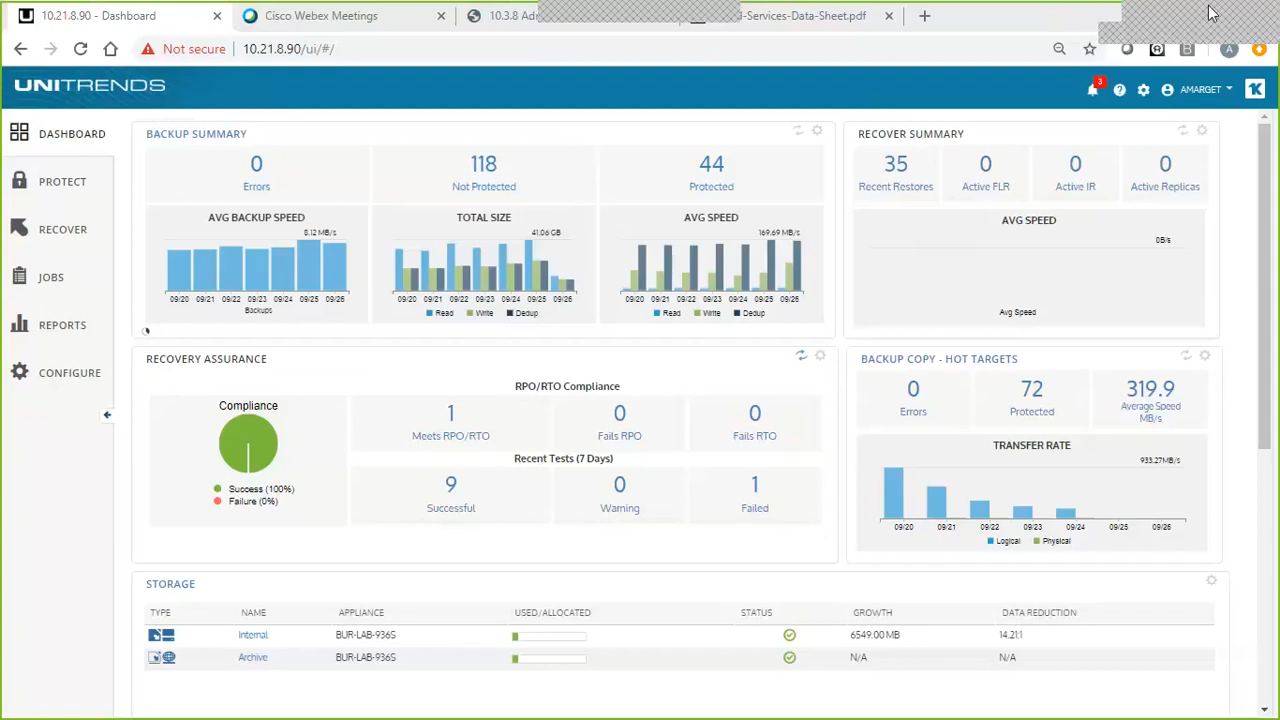 10.21.8.90 - Dashboard
Cisco Webex Meetings
10.3.8 Ad
-Services-Data-Sheet.pdf
Not secure
10.21.8.90/ui/#/
A
UNITRENDS
3
AMARGET
DASHBOARD
PROTECT
RECOVER
JOBS
REPORTS
CONFIGURE
BACKUP SUMMARY
0
Errors
118
Not Protected
44
Protected
AVG BACKUP SPEED
8.12 MB/s
09/20 09/21 09/22 09/23 09/24 09/25 09/26
Backups
TOTAL SIZE
41.06 GB
09/20 09/21 09/22 09/23 09/24 09/25 09/26
Read Write Dedup
AVG SPEED
169.69 MB/s
09/20 09/21 09/22 09/23 09/24 09/25 09/26
Read Write Dedup
RECOVER SUMMARY
35
Recent Restores
0
Active FLR
0
Active IR
0
Active Replicas
AVG SPEED
0B/s
Avg Speed
RECOVERY ASSURANCE
Compliance
Success (100%)
Failure (0%)
RPO/RTO Compliance
1
Meets RPO/RTO
0
Fails RPO
0
Fails RTO
Recent Tests (7 Days)
9
Successful
0
Warning
1
Failed
BACKUP COPY - HOT TARGETS
0
Errors
72
Protected
319.9
Average Speed
MB/s
TRANSFER RATE
933.27MB/s
09/20 09/21 09/22 09/23 09/24 09/25 09/26
Logical Physical
STORAGE
TYPE NAME APPLIANCE USED/ALLOCATED STATUS GROWTH DATA REDUCTION
Internal BUR-LAB-936S 6549.00 MB 14.21:1
Archive BUR-LAB-936S N/A N/A